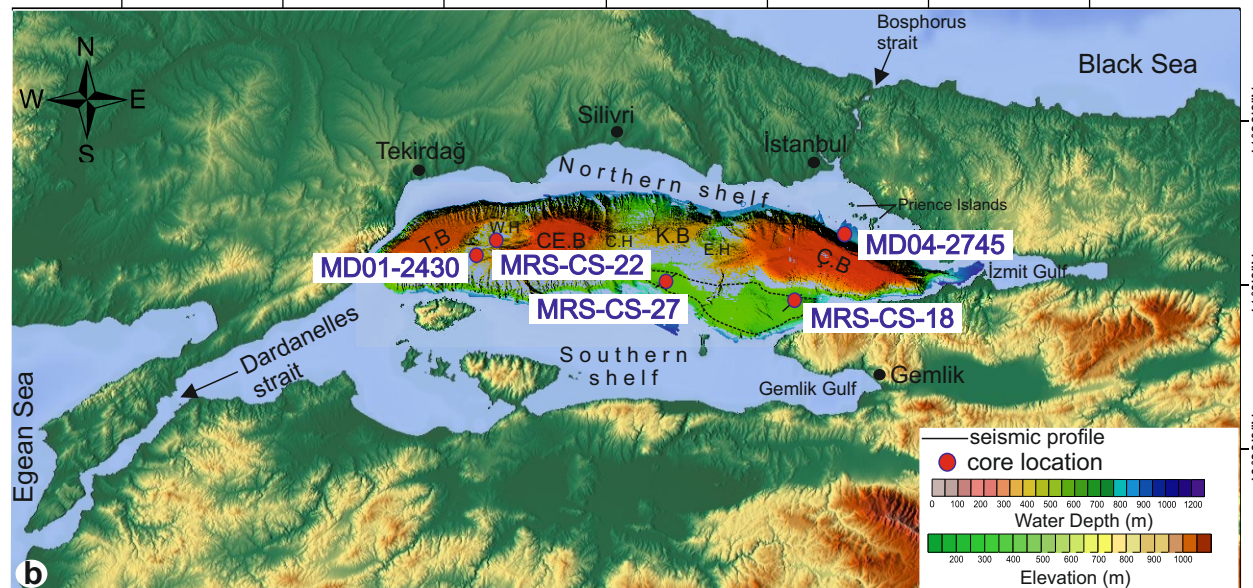 Bosphorus
strait
Black Sea
N
W
E
S
Silivri
Tekirdağ
İstanbul
Northern shelf
Prience Islands
T.B
W.H
CE.B
C.H
K.B
E.H
Ç.B
MD04-2745
MD01-2430
MRS-CS-22
İzmit Gulf
MRS-CS-27
MRS-CS-18
Dardanelles
strait
Southern
shelf
Gemlik
Gemlik Gulf
Egean Sea
seismic profile
core location
0 100 200 300 400 500 600 700 800 900 1000 1100 1200
Water Depth (m)
200 300 400 500 600 700 800 900 1000
Elevation (m)
b